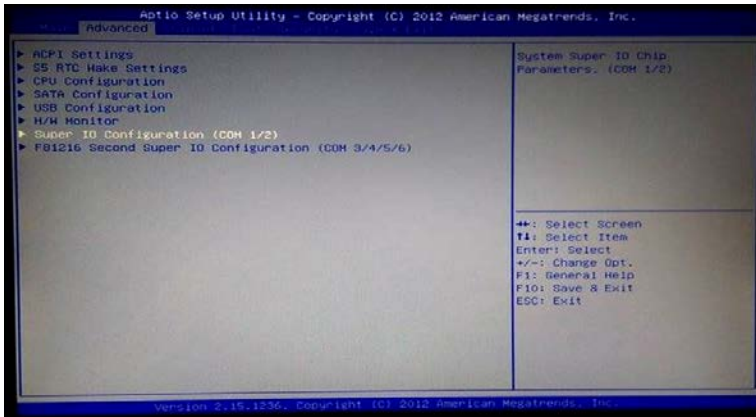 Aptio Setup Utility - Copyright (C) 2012 American Megatrends, Inc.
Advanced
ACPI Settings
S5 RTC Wake Settings
CPU Configuration
SATA Configuration
USB Configuration
H/W Monitor
Super IO Configuration (COM 1/2)
F81216 Second Super IO Configuration (COM 3/4/5/6)
System Super IO Chip
Parameters. (COM 1/2)
↔: Select Screen
↑↓: Select Item
Enter: Select
+/-: Change Opt.
F1: General Help
F10: Save & Exit
ESC: Exit
Version 2.15.1236. Copyright (C) 2012 American Megatrends, Inc.